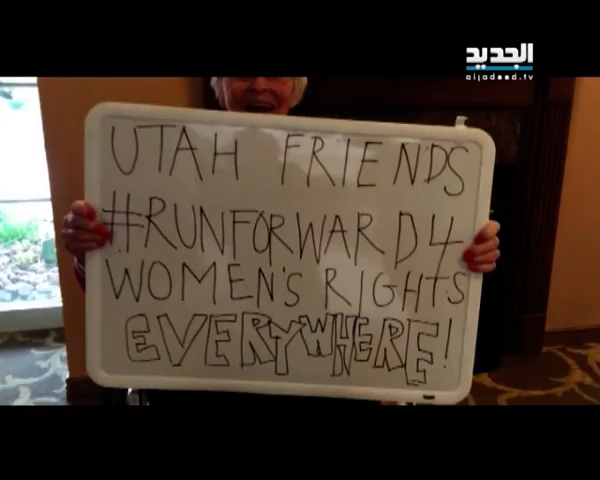 الجديد
aljadeed.tv
UTAH FRIENDS
#RUNFORWARD4
WOMEN'S RIGHTS
EVERYWHERE!